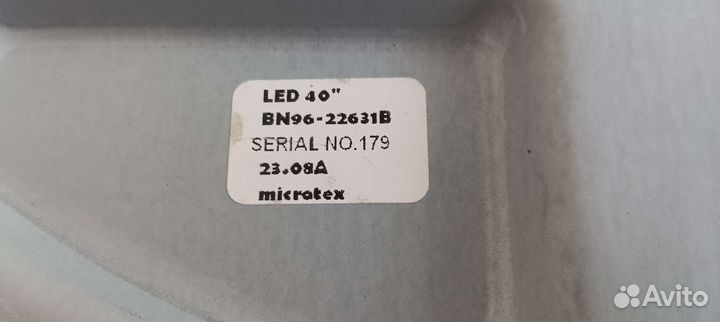 LED 40"
BN96-22631B
SERIAL NO.179
23.08A
microtex
Avito